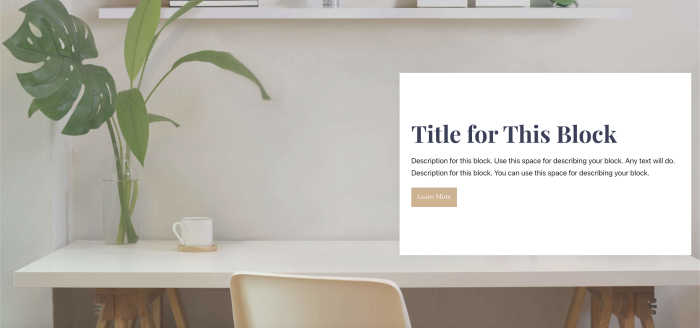 Title for This Block
Description for this block. Use this space for describing your block. Any text will do.
Description for this block. You can use this space for describing your block.
Learn More